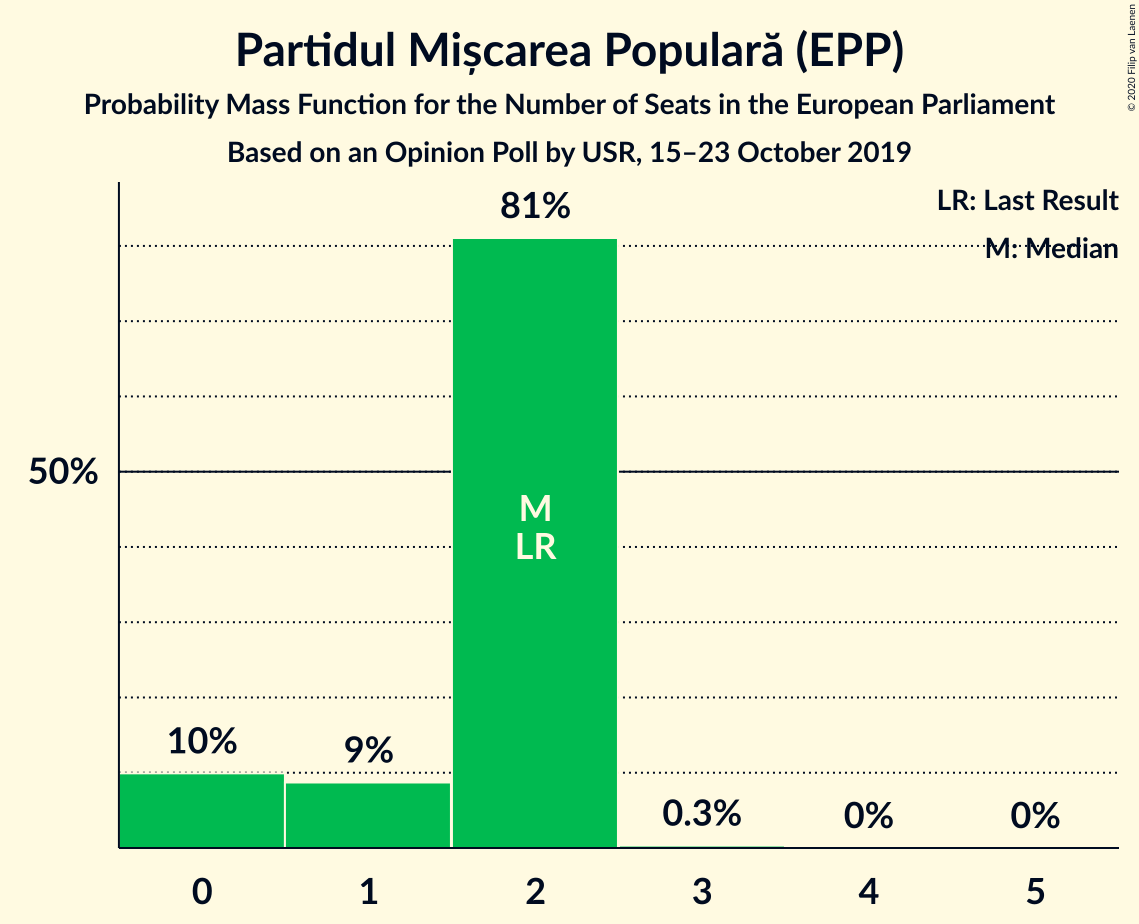 Partidul Mișcarea Populară (EPP)
Probability Mass Function for the Number of Seats in the European Parliament
Based on an Opinion Poll by USR, 15–23 October 2019
© 2020 Filip van Laenen
LR: Last Result
M: Median
81%
50%
M
LR
10%
9%
0.3%
0%
0%
0
1
2
3
4
5